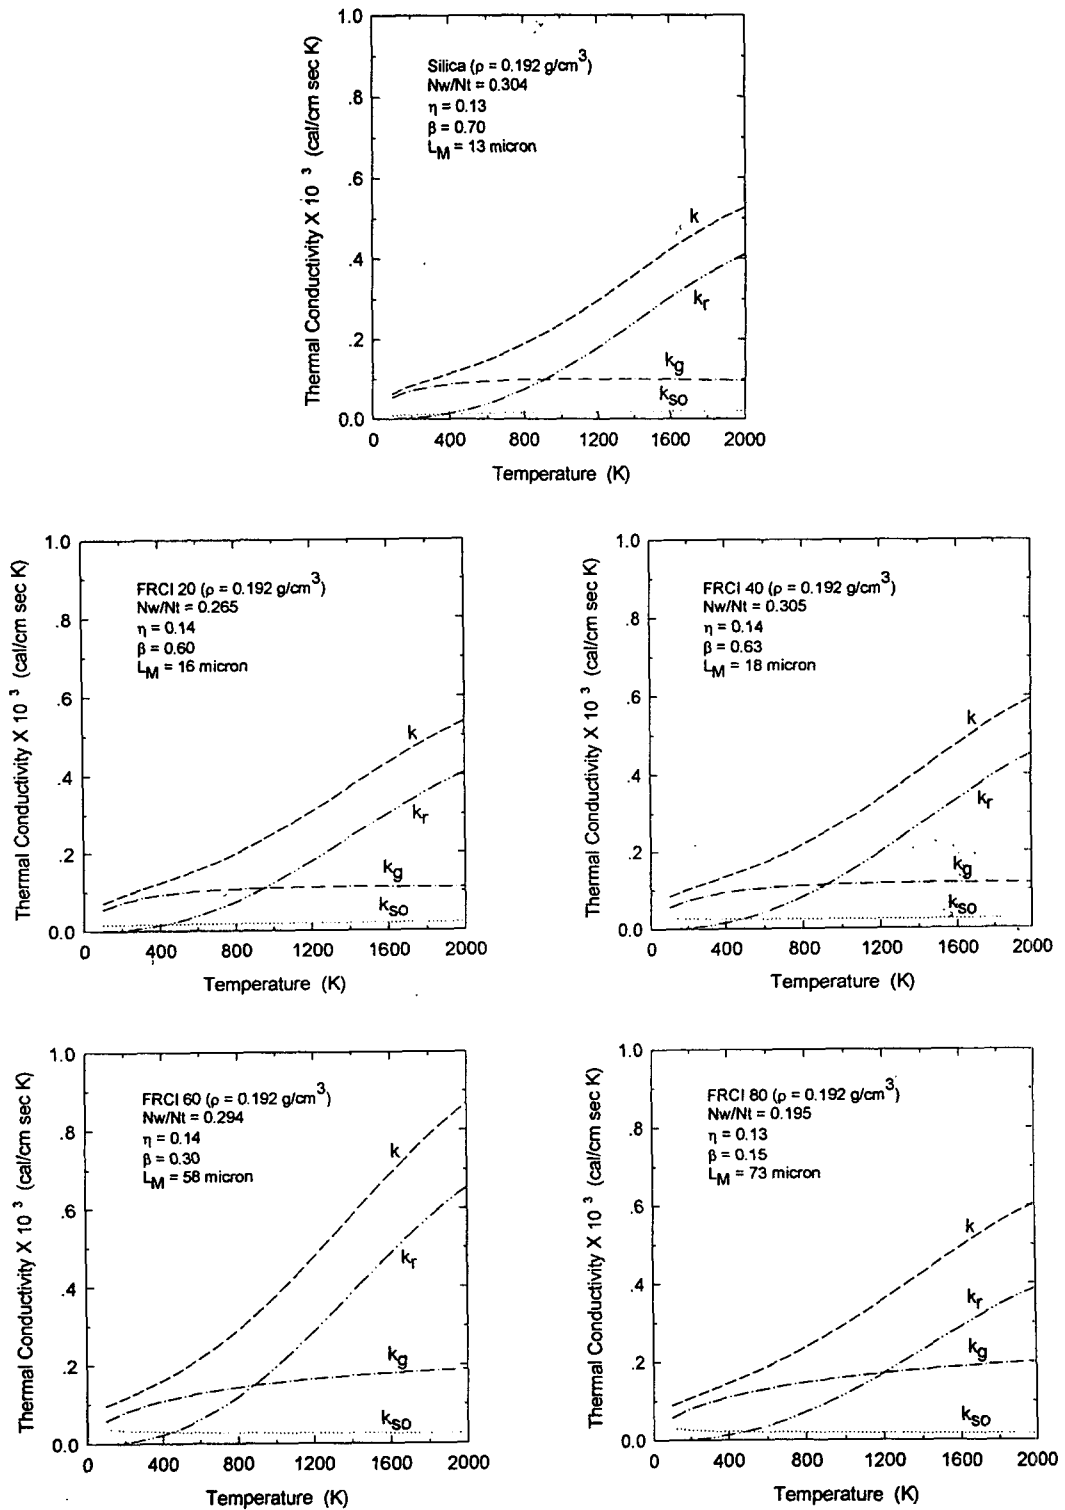 Thermal Conductivity X 10 3 (cal/cm sec K)
1.0
.8
.6
.4
.2
0.0
Silica (ρ = 0.192 g/cm3)
Nw/Nt = 0.304
η = 0.13
β = 0.70
LM = 13 micron
k
kr
kg
kso
0 400 800 1200 1600 2000
Temperature (K)
Thermal Conductivity X 10 3 (cal/cm sec K)
1.0
.8
.6
.4
.2
0.0
FRCI 20 (ρ = 0.192 g/cm3)
Nw/Nt = 0.265
η = 0.14
β = 0.60
LM = 16 micron
k
kr
kg
kso
0 400 800 1200 1600 2000
Temperature (K)
Thermal Conductivity X 10 3 (cal/cm sec K)
1.0
.8
.6
.4
.2
0.0
FRCI 40 (ρ = 0.192 g/cm3)
Nw/Nt = 0.305
η = 0.14
β = 0.63
LM = 18 micron
k
kr
kg
kso
0 400 800 1200 1600 2000
Temperature (K)
Thermal Conductivity X 10 3 (cal/cm sec K)
1.0
.8
.6
.4
.2
0.0
FRCI 60 (ρ = 0.192 g/cm3)
Nw/Nt = 0.294
η = 0.14
β = 0.30
LM = 58 micron
k
kr
kg
kso
0 400 800 1200 1600 2000
Temperature (K)
Thermal Conductivity X 10 3 (cal/cm sec K)
1.0
.8
.6
.4
.2
0.0
FRCI 80 (ρ = 0.192 g/cm3)
Nw/Nt = 0.195
η = 0.13
β = 0.15
LM = 73 micron
k
kr
kg
kso
0 400 800 1200 1600 2000
Temperature (K)